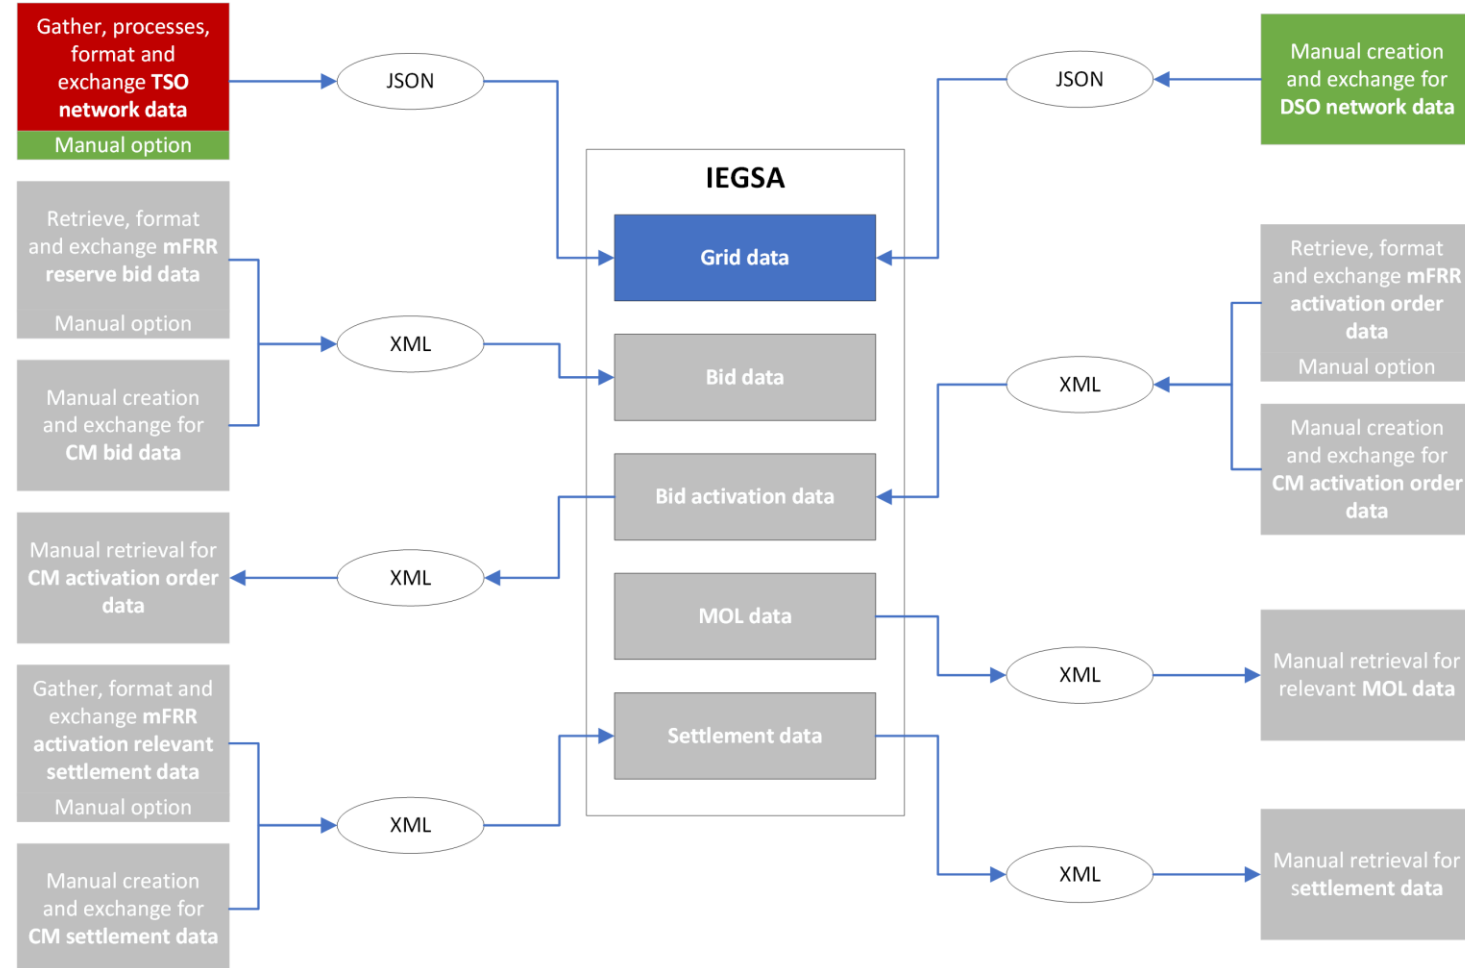 Gather, processes,
format and
exchange TSO
network data
Manual option
JSON
JSON
Manual creation
and exchange for
DSO network data
IEGSA
Grid data
Bid data
Bid activation data
MOL data
Settlement data
Retrieve, format
and exchange mFRR
reserve bid data
Manual option
XML
Manual creation
and exchange for
CM bid data
Manual retrieval for
CM activation order
data
XML
Gather, format and
exchange mFRR
activation relevant
settlement data
Manual option
XML
Manual creation
and exchange for
CM settlement data
Retrieve, format
and exchange mFRR
activation order
data
Manual option
XML
Manual creation
and exchange for
CM activation order
data
XML
Manual retrieval for
relevant MOL data
XML
Manual retrieval for
settlement data